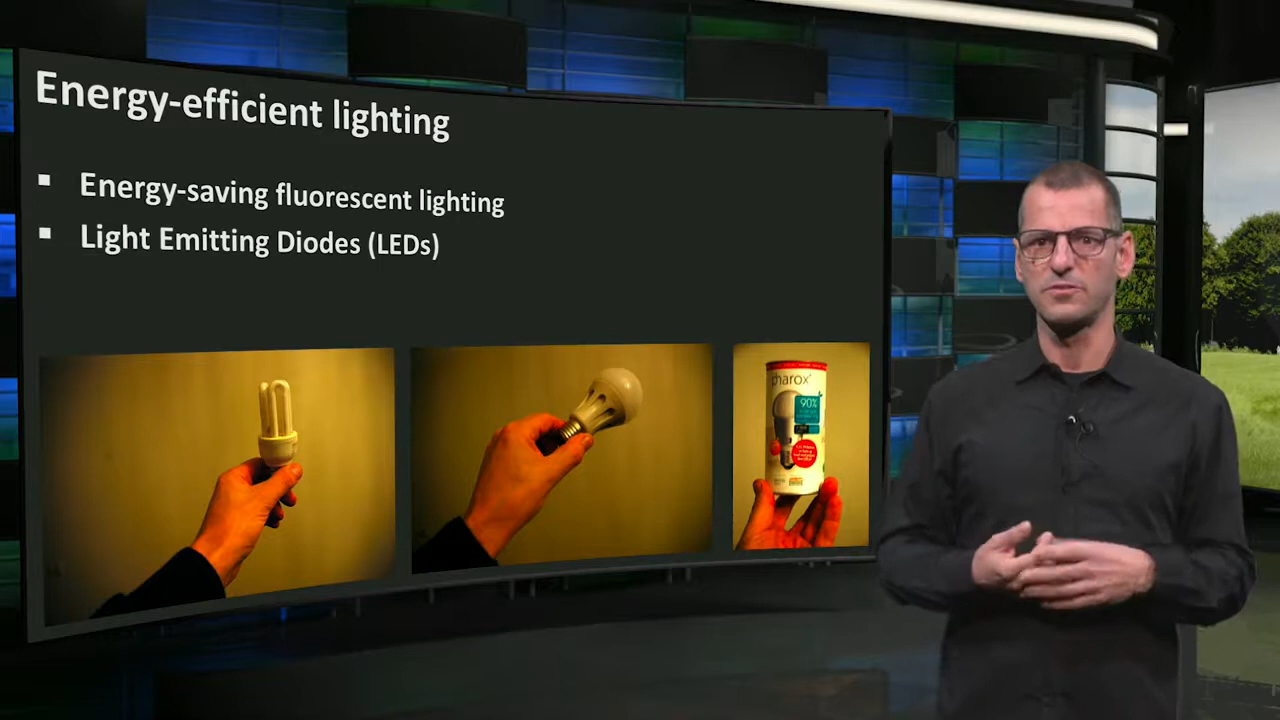 Energy-efficient lighting
Energy-saving fluorescent lighting
Light Emitting Diodes (LEDs)
pharox
90%